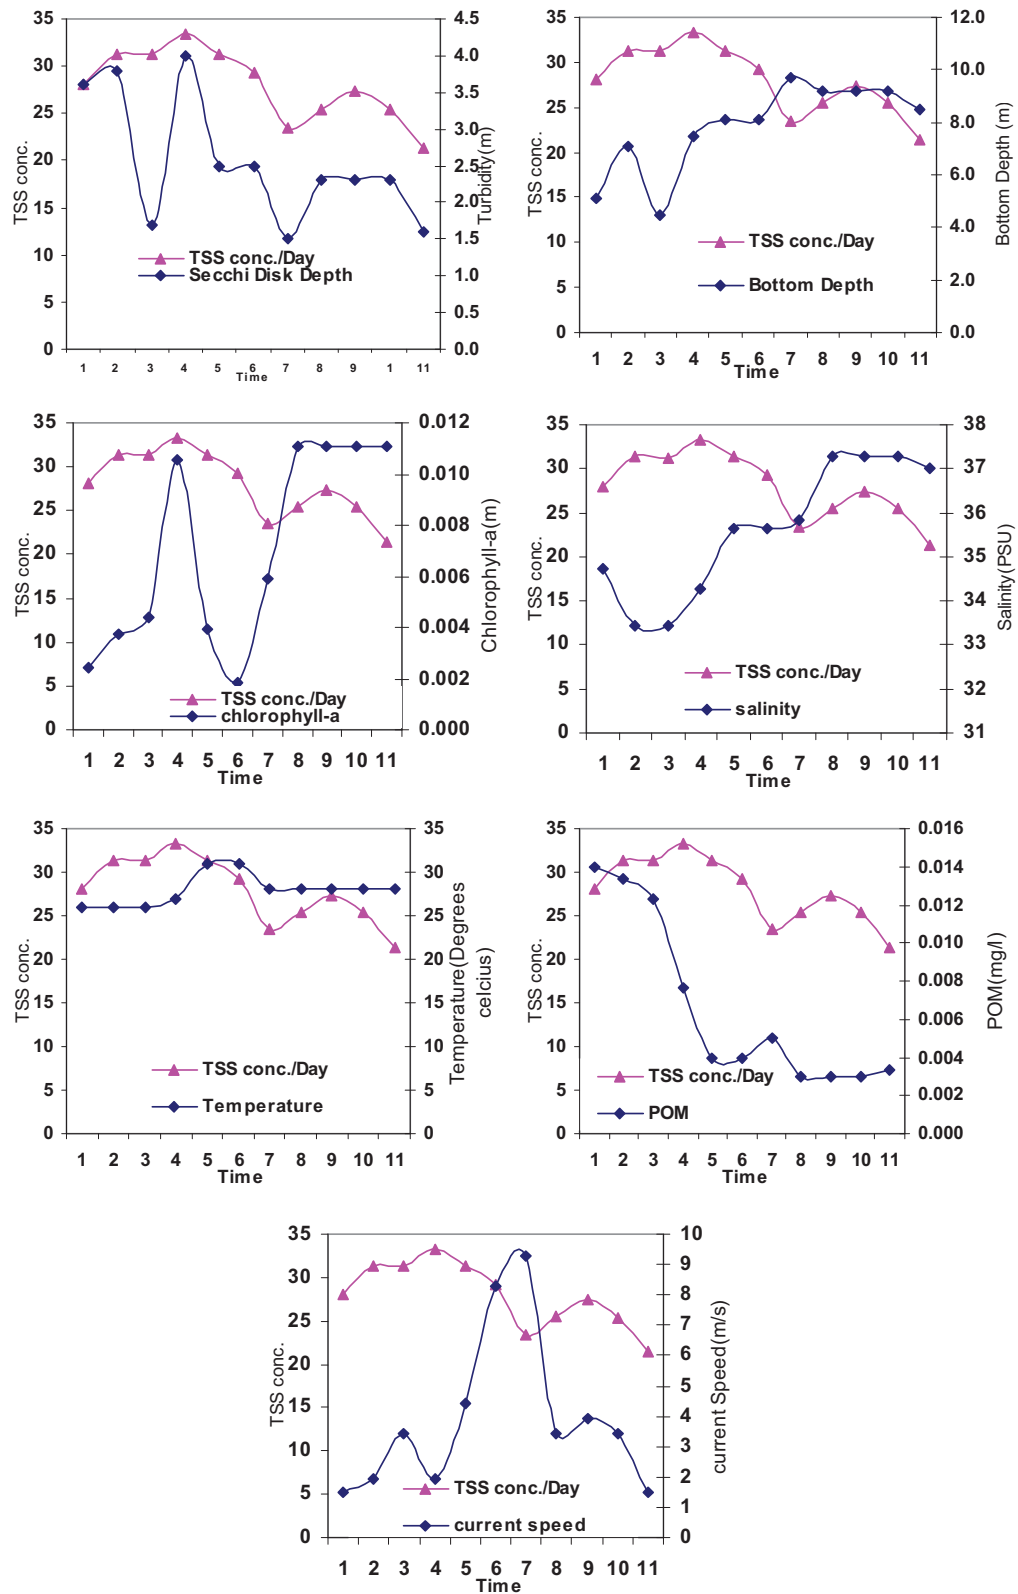 35
30
25
20
15
10
5
0
TSS conc.
4.5
4.0
3.5
3.0
2.5
2.0
1.5
1.0
0.5
0.0
Turbidity(m)
TSS conc./Day
Secchi Disk Depth
1 2 3 4 5 6 7 8 9 1 11
Time
35
30
25
20
15
10
5
0
TSS conc.
12.0
10.0
8.0
6.0
4.0
2.0
0.0
Bottom Depth (m)
TSS conc./Day
Bottom Depth
1 2 3 4 5 6 7 8 9 10 11
Time
35
30
25
20
15
10
5
0
TSS conc.
0.012
0.010
0.008
0.006
0.004
0.002
0.000
Chlorophyll-a(m)
TSS conc./Day
chlorophyll-a
1 2 3 4 5 6 7 8 9 10 11
Time
35
30
25
20
15
10
5
0
TSS conc.
38
37
36
35
34
33
32
31
Salinity(PSU)
TSS conc./Day
salinity
1 2 3 4 5 6 7 8 9 10 11
Time
35
30
25
20
15
10
5
0
TSS conc.
35
30
25
20
15
10
5
0
Temperature(Degrees
celcius)
TSS conc./Day
Temperature
1 2 3 4 5 6 7 8 9 10 11
Time
35
30
25
20
15
10
5
0
TSS conc.
0.016
0.014
0.012
0.010
0.008
0.006
0.004
0.002
0.000
POM(mg/l)
TSS conc./Day
POM
1 2 3 4 5 6 7 8 9 10 11
Time
35
30
25
20
15
10
5
0
TSS conc.
10
9
8
7
6
5
4
3
2
1
0
current Speed(m/s)
TSS conc./Day
current speed
1 2 3 4 5 6 7 8 9 10 11
Time